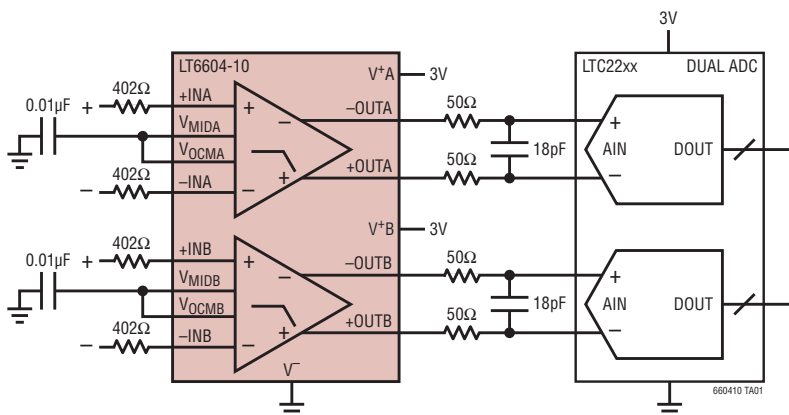 3V
LT6604-10
LTC22xx DUAL ADC
V+A 3V
402Ω
0.01µF
+
+INA
+
–
–OUTA
50Ω
+
VMIDA
VOCMA
18pF
AIN DOUT
402Ω
–
–INA
–
+
+OUTA
50Ω
–
V+B 3V
402Ω
0.01µF
+
+INB
+
–
–OUTB
50Ω
+
VMIDB
VOCMB
18pF
AIN DOUT
402Ω
–
–INB
–
+
+OUTB
50Ω
–
V–
660410 TA01